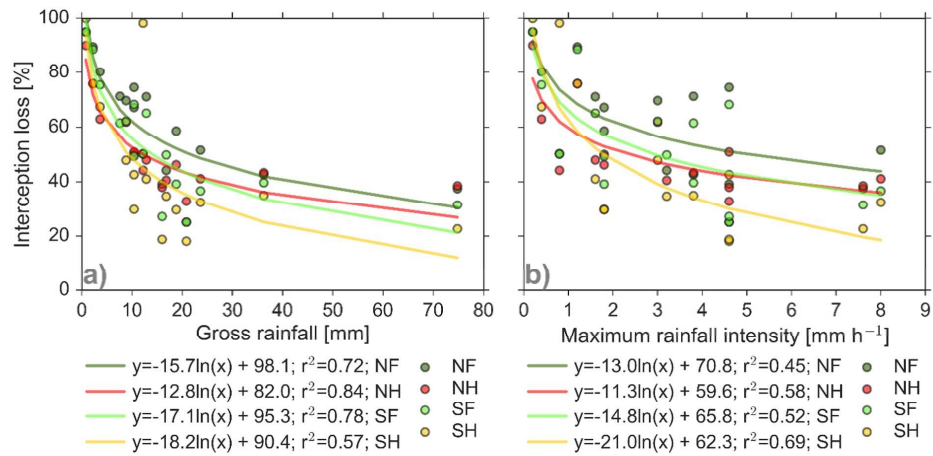 100
80
60
40
20
0
Interception loss [%]
a)
0 10 20 30 40 50 60 70 80
Gross rainfall [mm]
y=-15.7ln(x) + 98.1; r²=0.72; NF
y=-12.8ln(x) + 82.0; r²=0.84; NH
y=-17.1ln(x) + 95.3; r²=0.78; SF
y=-18.2ln(x) + 90.4; r²=0.57; SH
NF
NH
SF
SH
b)
0 1 2 3 4 5 6 7 8 9
Maximum rainfall intensity [mm h⁻¹]
y=-13.0ln(x) + 70.8; r²=0.45; NF
y=-11.3ln(x) + 59.6; r²=0.58; NH
y=-14.8ln(x) + 65.8; r²=0.52; SF
y=-21.0ln(x) + 62.3; r²=0.69; SH
NF
NH
SF
SH